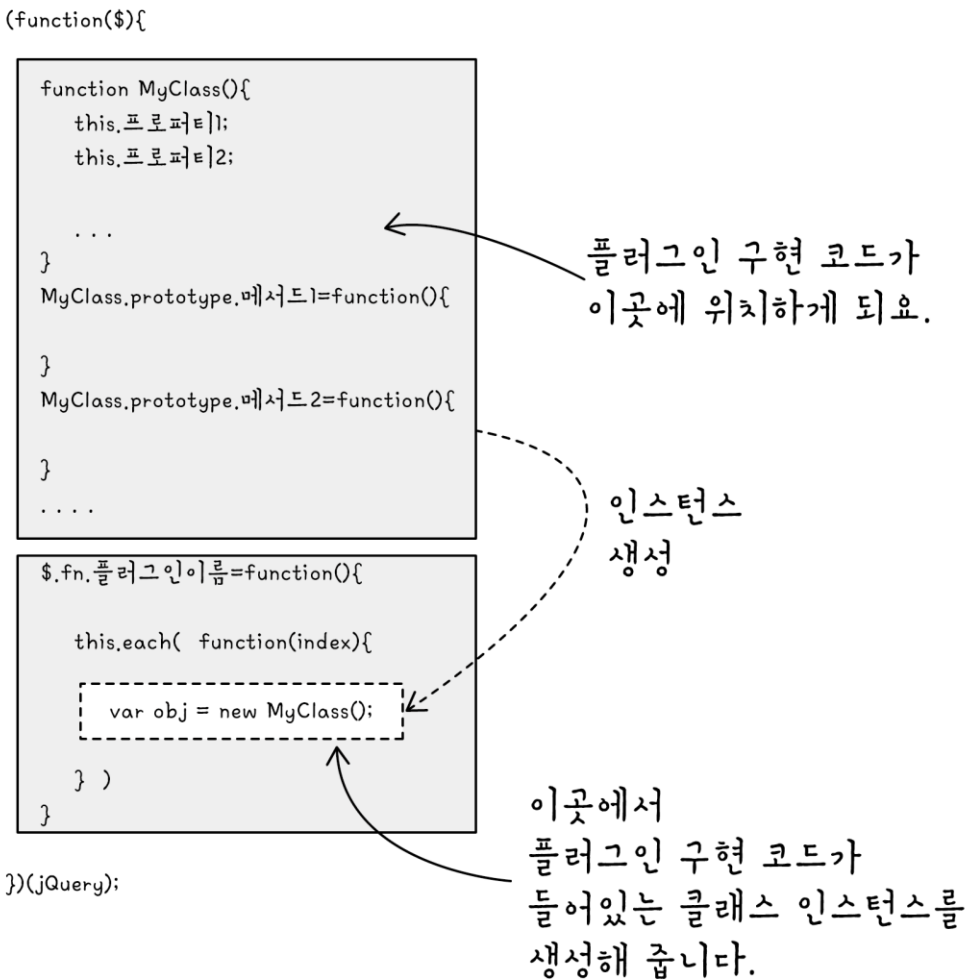 (function($){
function MyClass(){
this.프로퍼티1;
this.프로퍼티2;
...
}
MyClass.prototype.메서드1=function(){
}
MyClass.prototype.메서드2=function(){
}
....
플러그인 구현 코드가
이곳에 위치하게 되요.
인스턴스
생성
$.fn.플러그인이름=function(){
this.each( function(index){
var obj = new MyClass();
} )
}
이곳에서
플러그인 구현 코드가
들어있는 클래스 인스턴스를
생성해 줍니다.
})(jQuery);